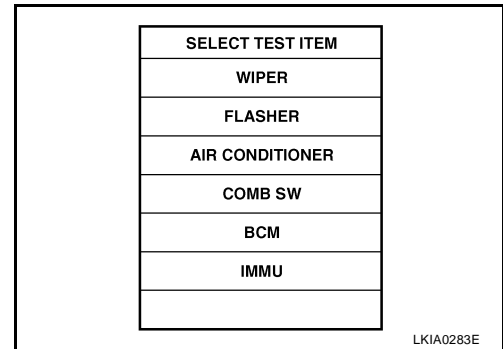 SELECT TEST ITEM
WIPER
FLASHER
AIR CONDITIONER
COMB SW
BCM
IMMU
LKIA0283E